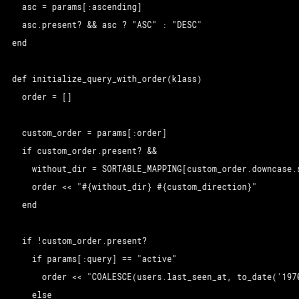 asc = params[:ascending]
asc.present? && asc ? "ASC" : "DESC"
end
def initialize_query_with_order(klass)
order = []
custom_order = params[:order]
if custom_order.present? &&
without_dir = SORTABLE_MAPPING[custom_order.downcase.s
order << "#{without_dir} #{custom_direction}"
end
if !custom_order.present?
if params[:query] == "active"
order << "COALESCE(users.last_seen_at, to_date('1970
else